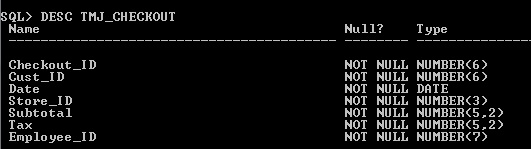 SQL> DESC TMJ_CHECKOUT
Name Null? Type
----------------------------------------- -------- ----------------
Checkout_ID NOT NULL NUMBER(6)
Cust_ID NOT NULL NUMBER(6)
Date NOT NULL DATE
Store_ID NOT NULL NUMBER(3)
Subtotal NOT NULL NUMBER(5,2)
Tax NOT NULL NUMBER(5,2)
Employee_ID NOT NULL NUMBER(7)